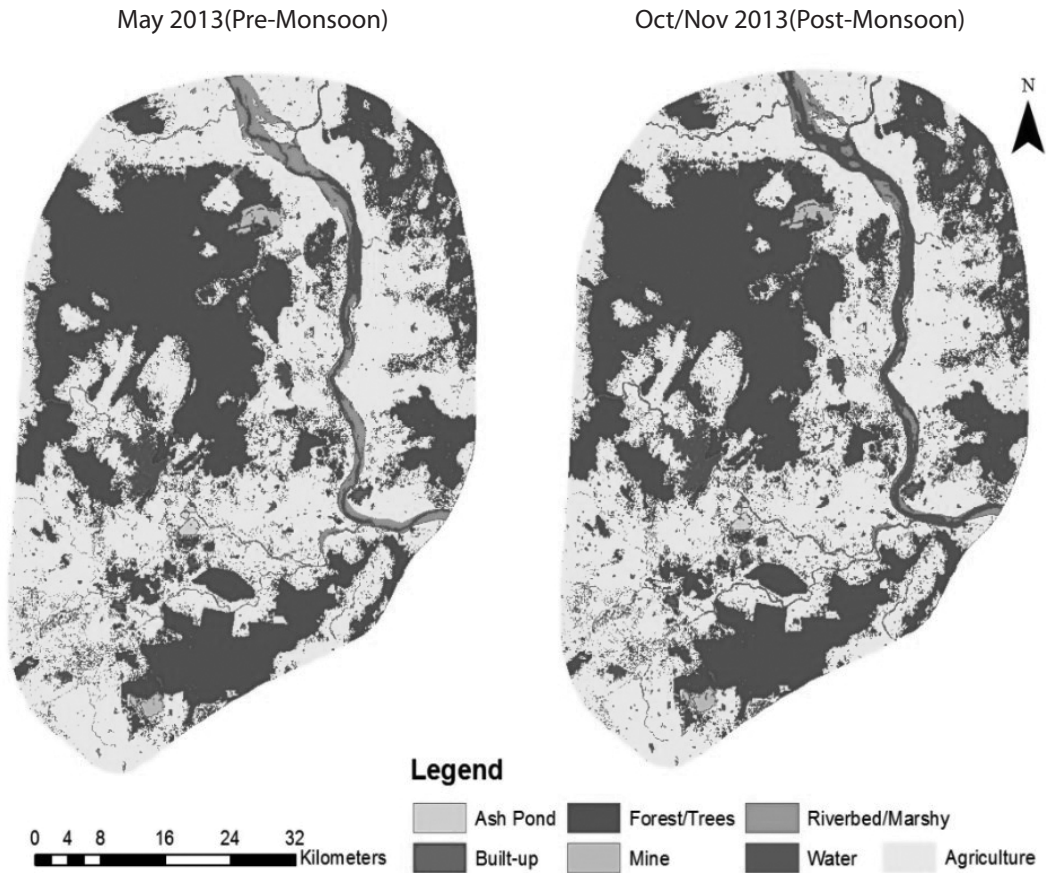 May 2013(Pre-Monsoon)
Oct/Nov 2013(Post-Monsoon)
N
Legend
Ash Pond
Forest/Trees
Riverbed/Marshy
Built-up
Mine
Water
Agriculture
0 4 8 16 24 32
Kilometers